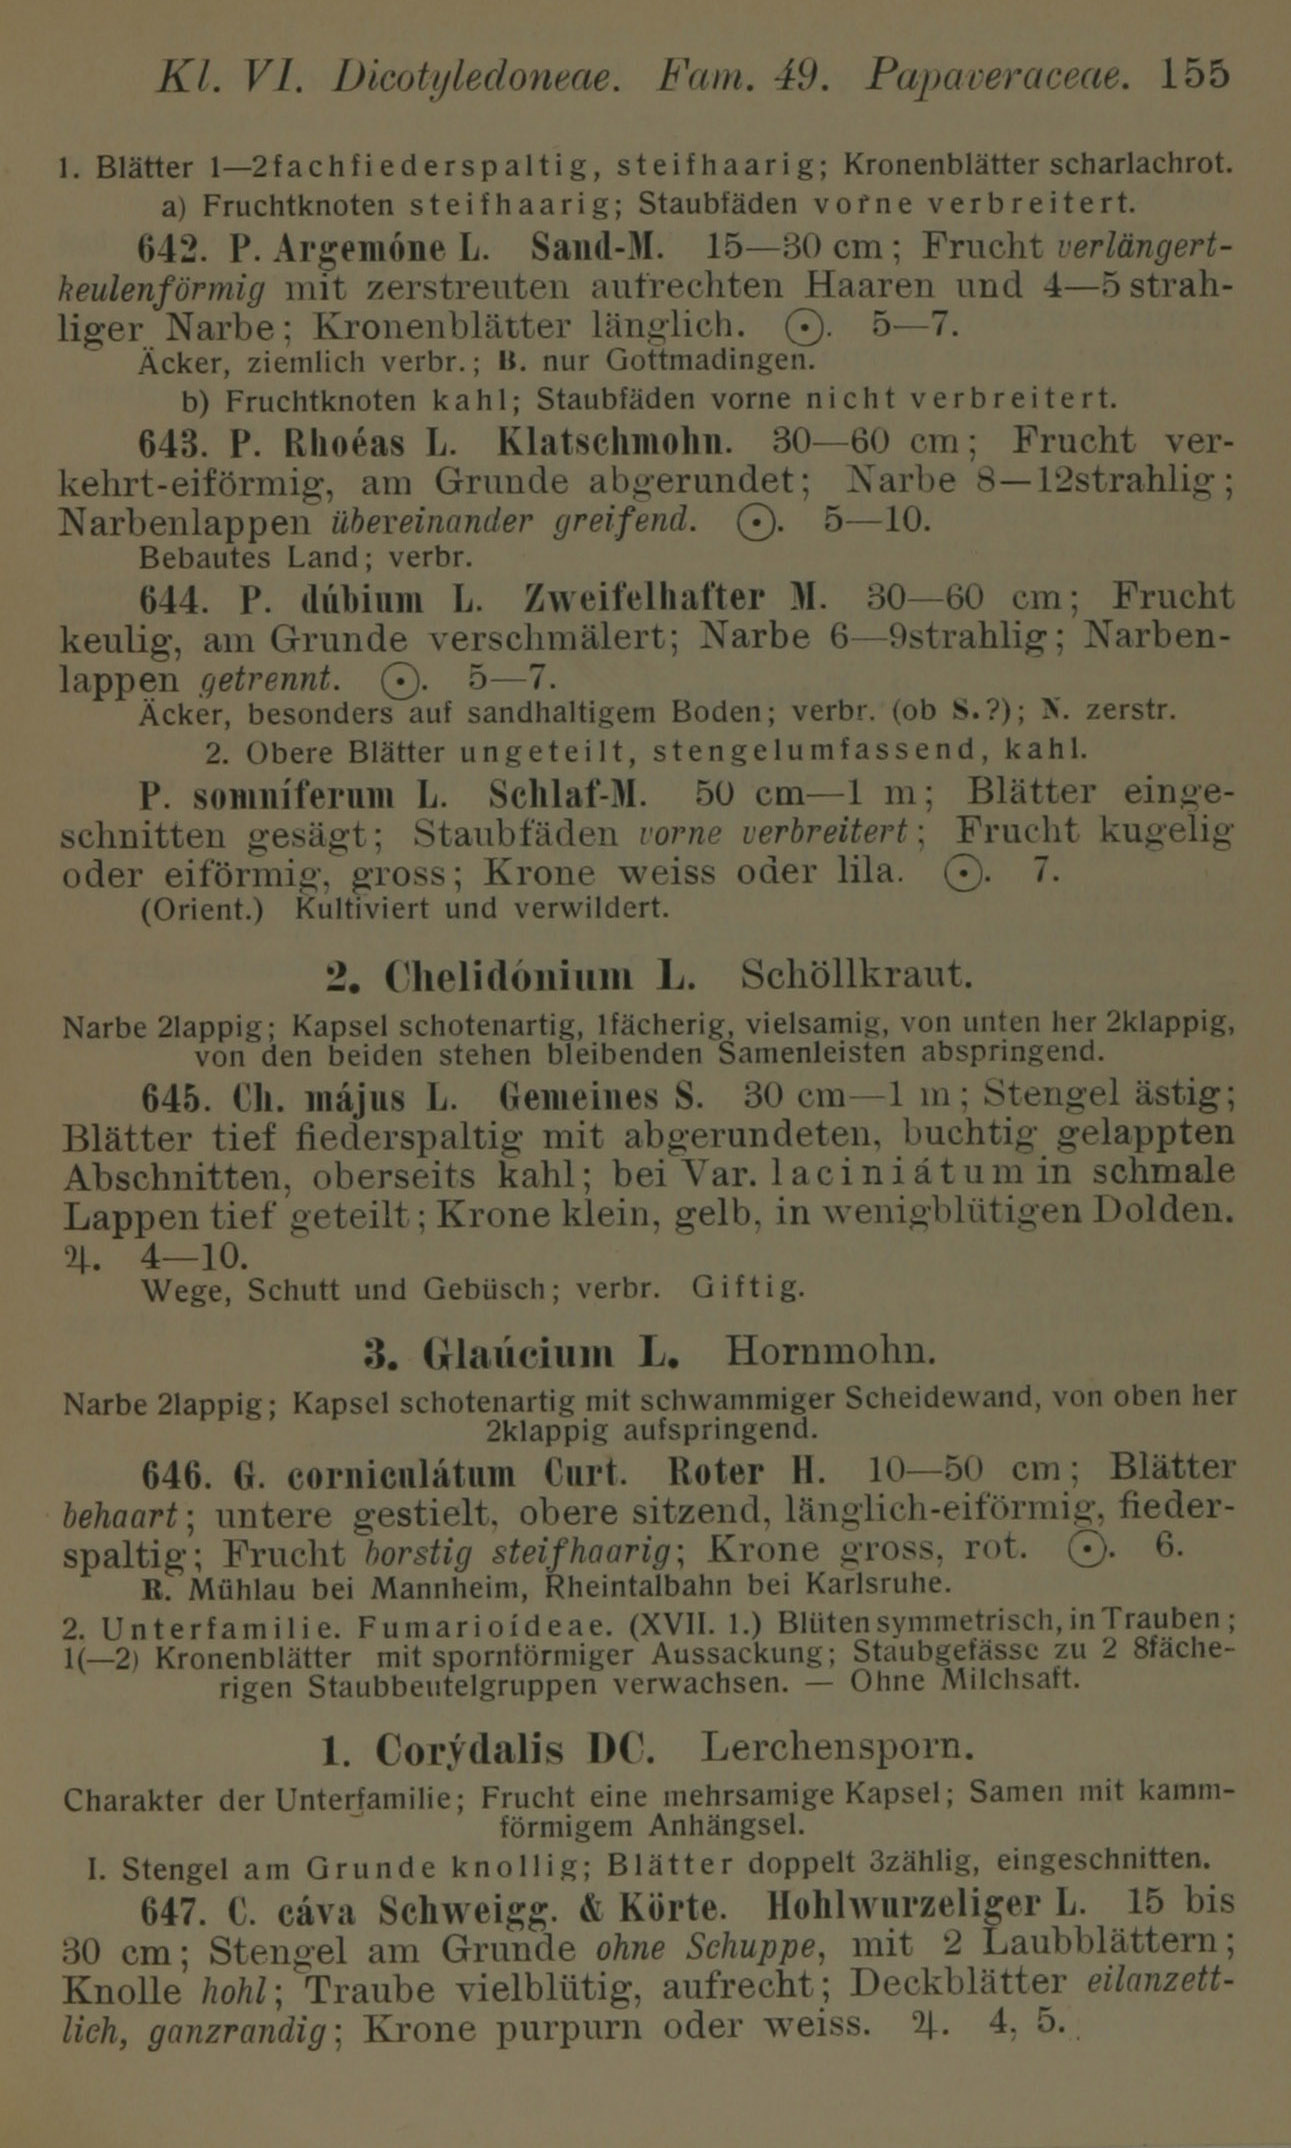 Kl. VI. Dicotyledoneae. Fam. 49. Papaveraceae. 155
1. Blätter 1—2fachfiederspaltig, steifhaarig; Kronenblätter scharlachrot.
a) Fruchtknoten steifhaarig; Staubfäden vorne verbreitert.
642. P. Argemóne L. Sand-M. 15—30 cm; Frucht verlängert-
keulenförmig mit zerstreuten aufrechten Haaren und 4—5 strah-
liger Narbe; Kronenblätter länglich. ⨀. 5—7.
Äcker, ziemlich verbr.; B. nur Gottmadingen.
b) Fruchtknoten kahl; Staubfäden vorne nicht verbreitert.
643. P. Rhoéas L. Klatschmohn. 30—60 cm; Frucht ver-
kehrt-eiförmig, am Grunde abgerundet; Narbe 8—12strahlig;
Narbenlappen übereinander greifend. ⨀. 5—10.
Bebautes Land; verbr.
644. P. dúbium L. Zweifelhafter M. 30—60 cm; Frucht
keulig, am Grunde verschmälert; Narbe 6—9strahlig; Narben-
lappen getrennt. ⨀. 5—7.
Äcker, besonders auf sandhaltigem Boden; verbr. (ob S.?); N. zerstr.
2. Obere Blätter ungeteilt, stengelumfassend, kahl.
P. somníferum L. Schlaf-M. 50 cm—1 m; Blätter einge-
schnitten gesägt; Staubfäden vorne verbreitert; Frucht kugelig
oder eiförmig, gross; Krone weiss oder lila. ⨀. 7.
(Orient.) Kultiviert und verwildert.
2. Chelidónium L. Schöllkraut.
Narbe 2lappig; Kapsel schotenartig, 1fächerig, vielsamig, von unten her 2klappig,
von den beiden stehen bleibenden Samenleisten abspringend.
645. Ch. május L. Gemeines S. 30 cm—1 m; Stengel ästig;
Blätter tief fiederspaltig mit abgerundeten, buchtig gelappten
Abschnitten, oberseits kahl; bei Var. laciniátum in schmale
Lappen tief geteilt; Krone klein, gelb, in wenigblütigen Dolden.
♃. 4—10.
Wege, Schutt und Gebüsch; verbr. Giftig.
3. Glaúcium L. Hornmohn.
Narbe 2lappig; Kapsel schotenartig mit schwammiger Scheidewand, von oben her
2klappig aufspringend.
646. G. corniculátum Curt. Roter H. 10—50 cm; Blätter
behaart; untere gestielt, obere sitzend, länglich-eiförmig, fieder-
spaltig; Frucht borstig steifhaarig; Krone gross, rot. ⨀. 6.
R. Mühlau bei Mannheim, Rheintalbahn bei Karlsruhe.
2. Unterfamilie. Fumarioídeae. (XVII. 1.) Blüten symmetrisch, in Trauben;
1(—2) Kronenblätter mit spornförmiger Aussackung; Staubgefässe zu 2 8fäche-
rigen Staubbeutelgruppen verwachsen. — Ohne Milchsaft.
1. Corýdalis DC. Lerchensporn.
Charakter der Unterfamilie; Frucht eine mehrsamige Kapsel; Samen mit kamm-
förmigem Anhängsel.
I. Stengel am Grunde knollig; Blätter doppelt 3zählig, eingeschnitten.
647. C. cáva Schweigg. & Körte. Hohlwurzeliger L. 15 bis
30 cm; Stengel am Grunde ohne Schuppe, mit 2 Laubblättern;
Knolle hohl; Traube vielblütig, aufrecht; Deckblätter eilanzett-
lich, ganzrandig; Krone purpurn oder weiss. ♃. 4, 5.